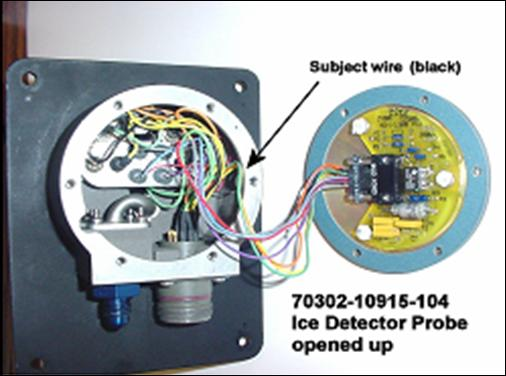 Subject wire (black)
70302-10915-104
Ice Detector Probe
opened up